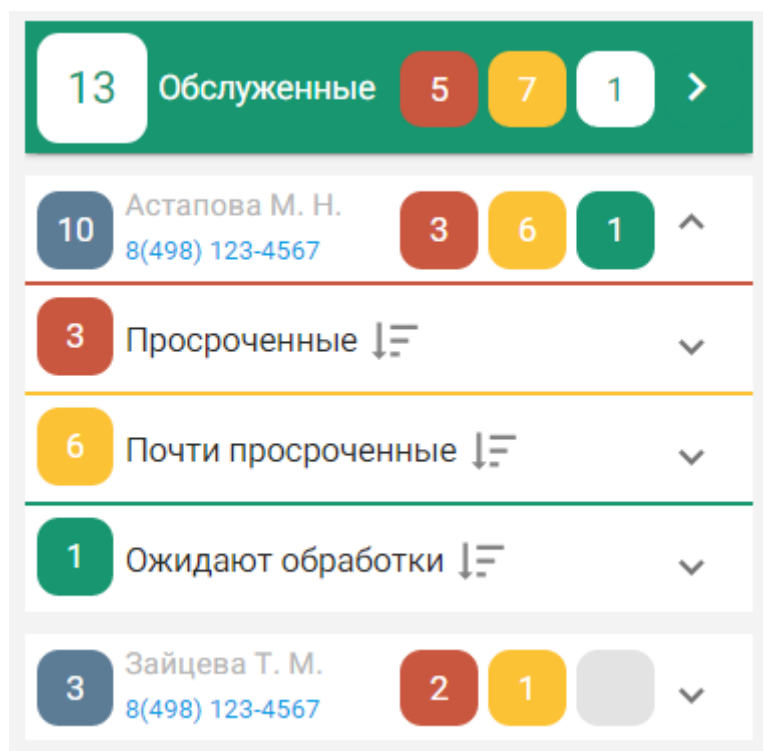 13 Обслуженные 5 7 1
10 Астапова М. Н. 3 6 1
8(498) 123-4567
3 Просроченные
6 Почти просроченные
1 Ожидают обработки
3 Зайцева Т. М. 2 1
8(498) 123-4567